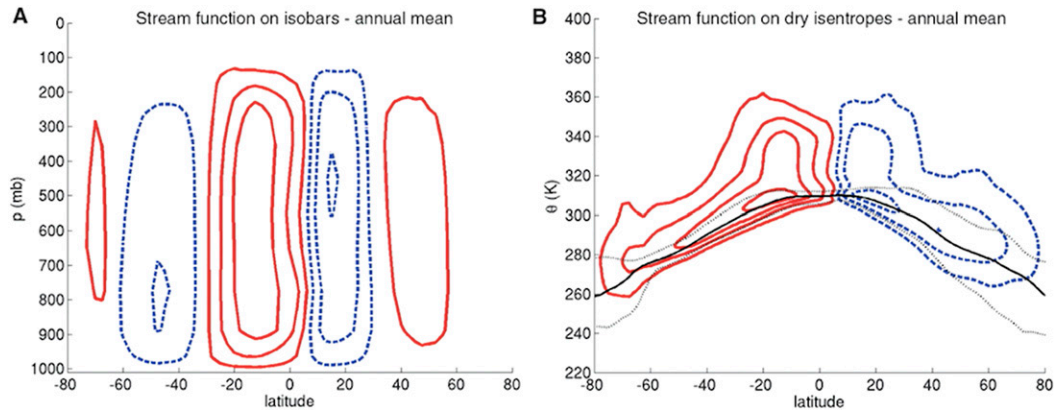 A Stream function on isobars - annual mean
0
100
200
300
400
500
600
700
800
900
1000
p (mb)
-80 -60 -40 -20 0 20 40 60 80
latitude
B Stream function on dry isentropes - annual mean
400
380
360
340
320
300
280
260
240
220
θ (K)
-80 -60 -40 -20 0 20 40 60 80
latitude